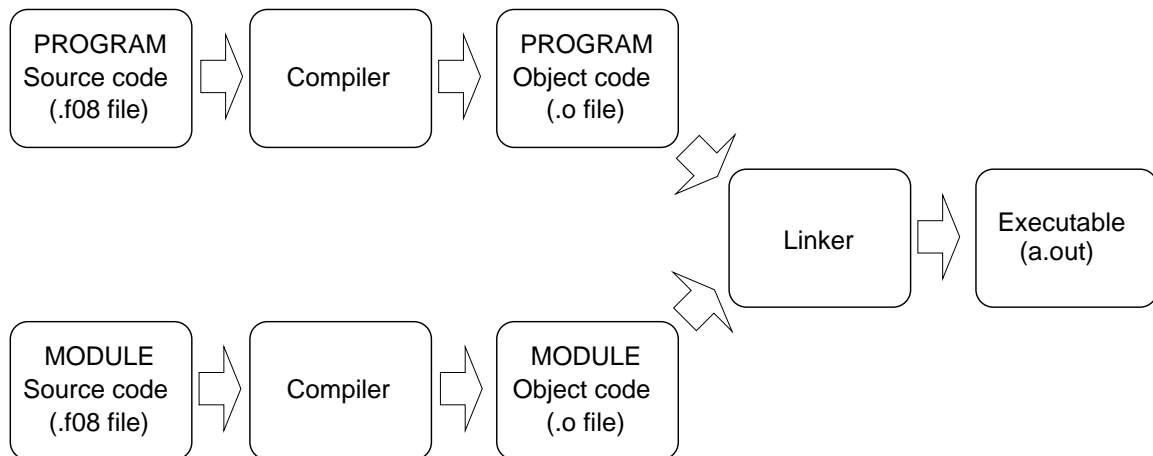 PROGRAM
Source code
(.f08 file)
Compiler
PROGRAM
Object code
(.o file)
Linker
Executable
(a.out)
MODULE
Source code
(.f08 file)
Compiler
MODULE
Object code
(.o file)